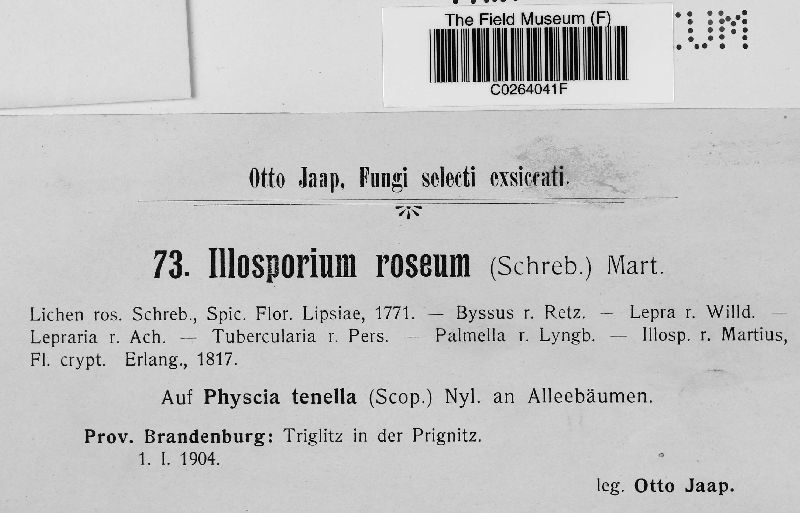 The Field Museum (F)
C0264041F
UM
Otto Jaap, Fungi selecti exsiccati.
73. Illosporium roseum (Schreb.) Mart.
Lichen ros. Schreb., Spic. Flor. Lipsiae, 1771. — Byssus r. Retz. — Lepra r. Willd. —
Lepraria r. Ach. — Tubercularia r. Pers. — Palmella r. Lyngb. — Illosp. r. Martius,
Fl. crypt. Erlang., 1817.
Auf Physcia tenella (Scop.) Nyl. an Alleebäumen.
Prov. Brandenburg: Triglitz in der Prignitz.
1. I. 1904.
leg. Otto Jaap.